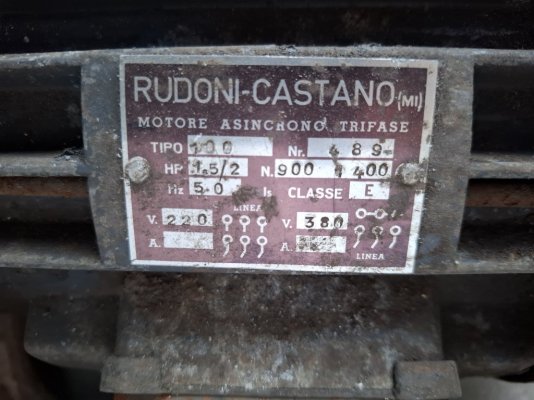 RUDONI-CASTANO (MI)
MOTORE ASINCRONO TRIFASE
TIPO 100 Nr. 489
HP 1.5/2 N. 900 1400
Hz 50 Is CLASSE E
LINEA
V. 220 V. 380
A. A.
LINEA